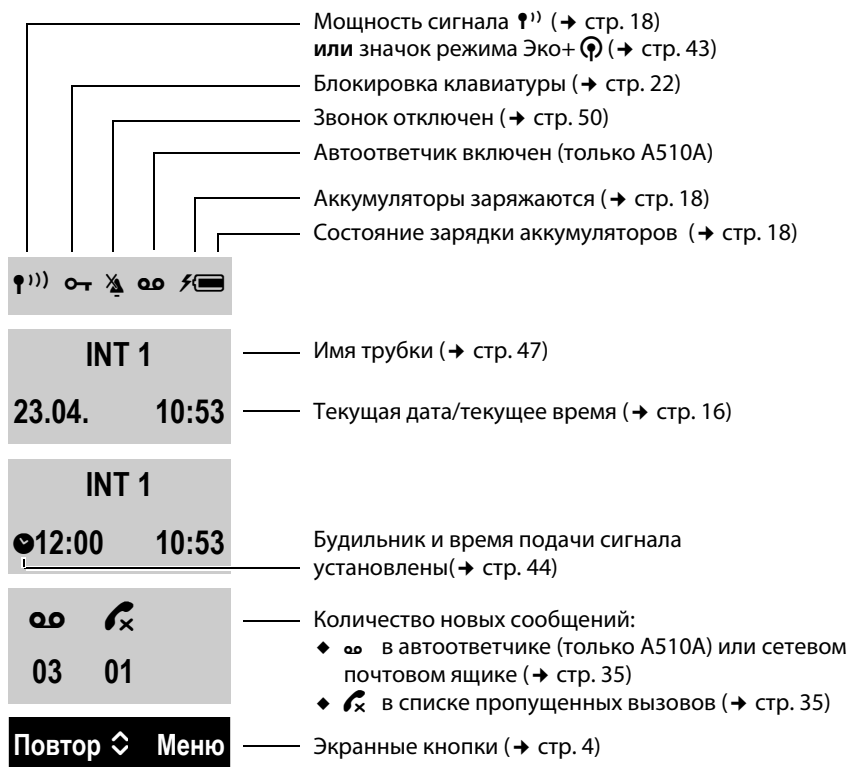 Мощность сигнала (➔ стр. 18)
или значок режима Эко+ (➔ стр. 43)
Блокировка клавиатуры (➔ стр. 22)
Звонок отключен (➔ стр. 50)
Автоответчик включен (только A510A)
Аккумуляторы заряжаются (➔ стр. 18)
Состояние зарядки аккумуляторов (➔ стр. 18)
INT 1
Имя трубки (➔ стр. 47)
23.04. 10:53
Текущая дата/текущее время (➔ стр. 16)
INT 1
12:00 10:53
Будильник и время подачи сигнала
установлены(➔ стр. 44)
03 01
Количество новых сообщений:
◆ в автоответчике (только A510A) или сетевом
почтовом ящике (➔ стр. 35)
◆ в списке пропущенных вызовов (➔ стр. 35)
Повтор Меню
Экранные кнопки (➔ стр. 4)